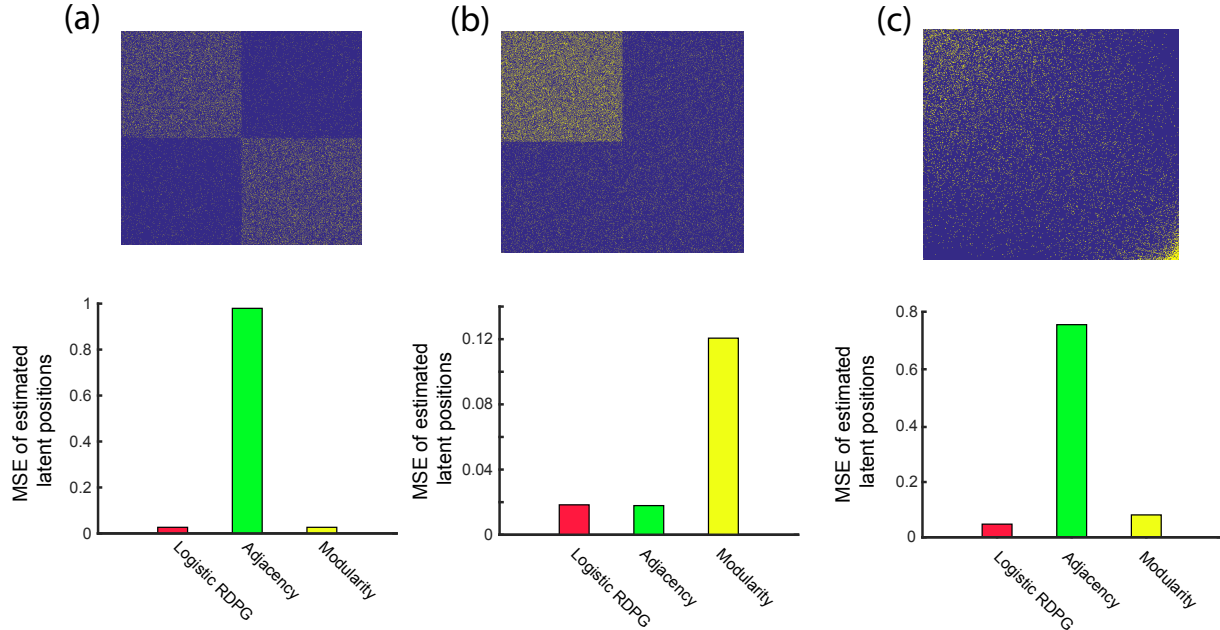 (a)
(b)
(c)
MSE of estimated
latent positions
1
0.8
0.6
0.4
0.2
0
Logistic RDPG
Adjacency
Modularity
MSE of estimated
latent positions
0.12
0.08
0.04
0
Logistic RDPG
Adjacency
Modularity
MSE of estimated
latent positions
0.8
0.6
0.4
0.2
0
Logistic RDPG
Adjacency
Modularity